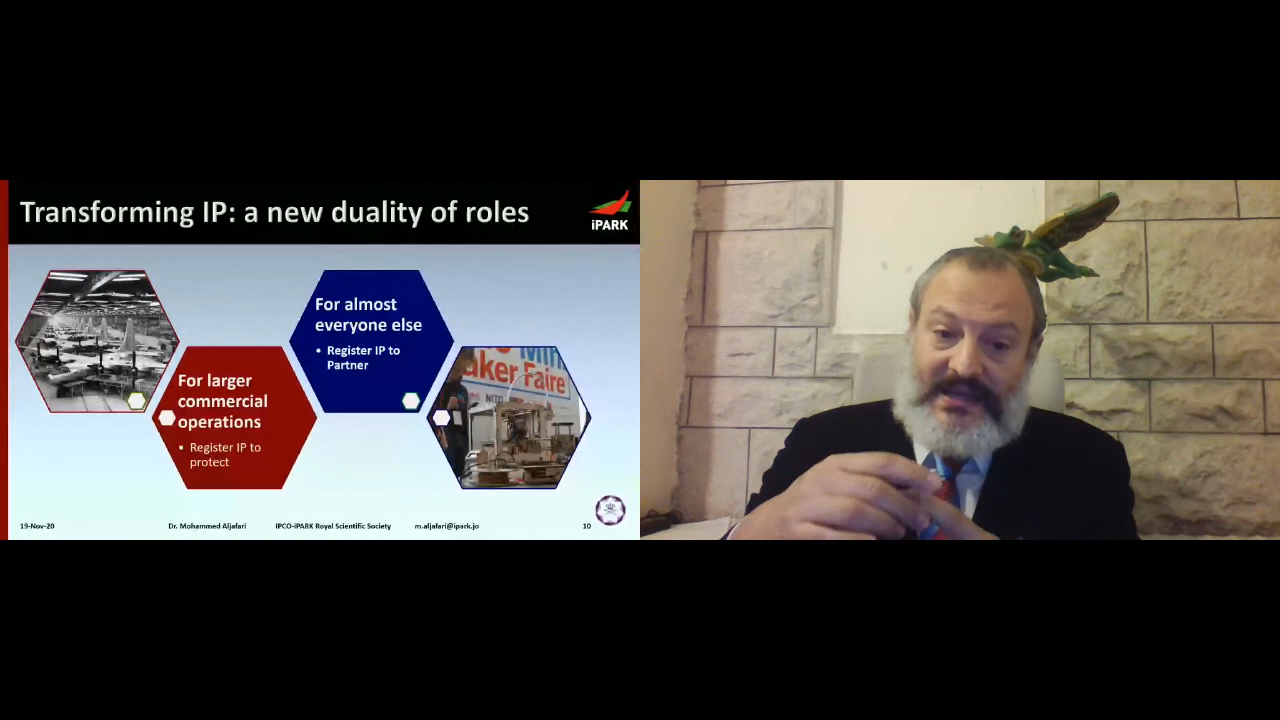 Transforming IP: a new duality of roles
iPARK
For larger
commercial
operations
• Register IP to
protect
For almost
everyone else
• Register IP to
Partner
aker Faire
19-Nov-20
Dr. Mohammed Aljafari
IPCO-iPARK Royal Scientific Society
m.aljafari@ipark.jo
10